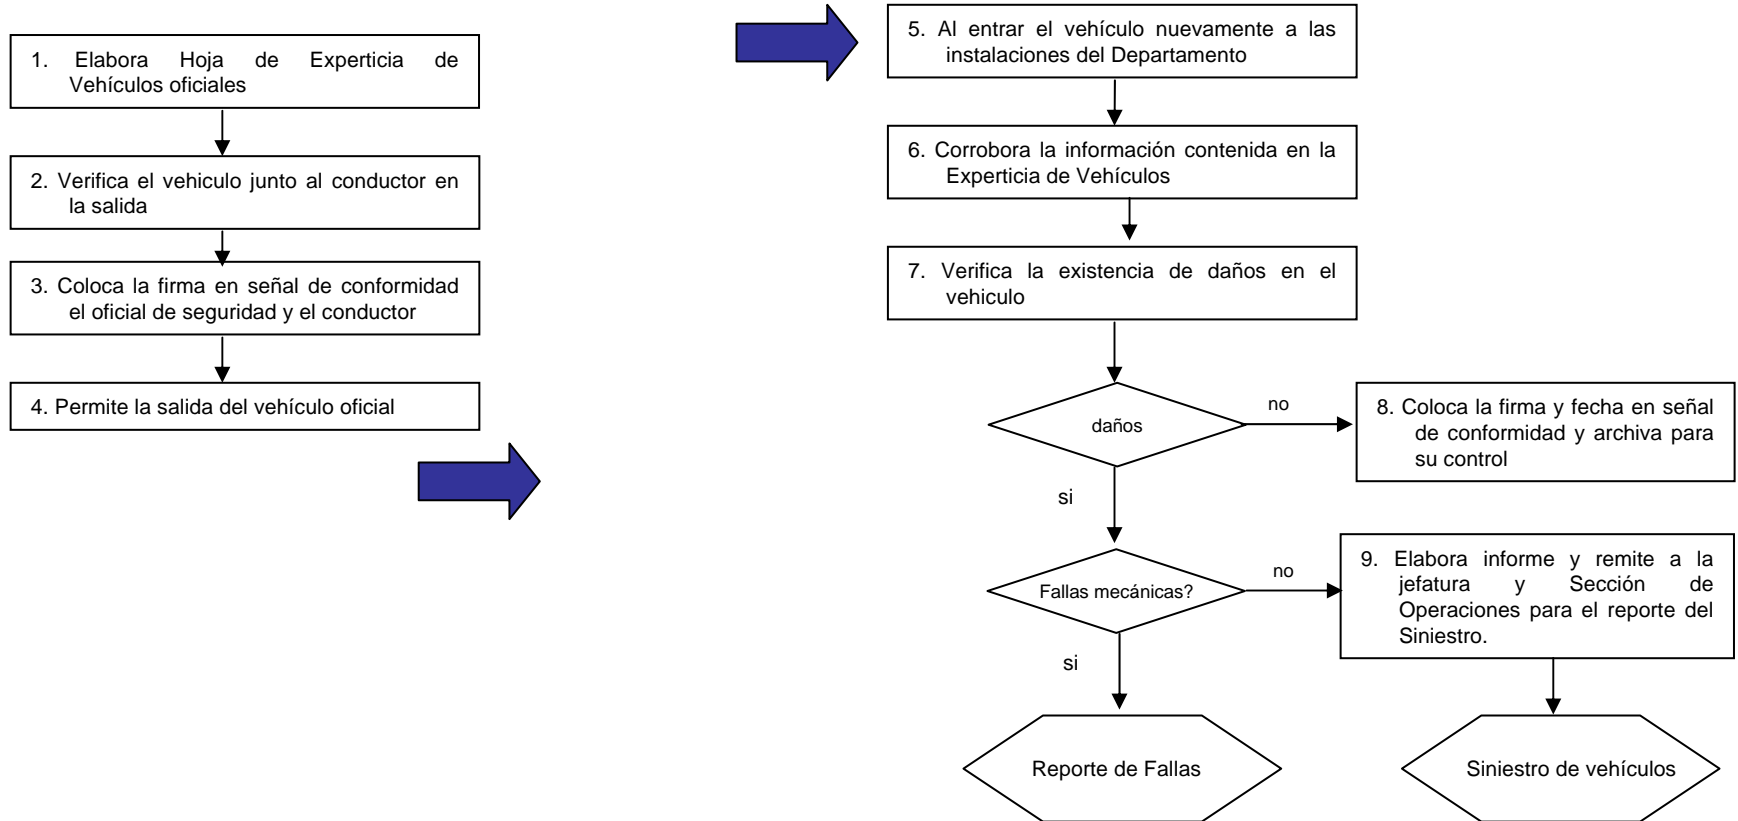 1. Elabora Hoja de Experticia de
Vehículos oficiales
2. Verifica el vehiculo junto al conductor en
la salida
3. Coloca la firma en señal de conformidad
el oficial de seguridad y el conductor
4. Permite la salida del vehículo oficial
5. Al entrar el vehículo nuevamente a las
instalaciones del Departamento
6. Corrobora la información contenida en la
Experticia de Vehículos
7. Verifica la existencia de daños en el
vehiculo
daños
no
8. Coloca la firma y fecha en señal
de conformidad y archiva para
su control
si
Fallas mecánicas?
no
9. Elabora informe y remite a la
jefatura y Sección de
Operaciones para el reporte del
Siniestro.
si
Reporte de Fallas
Siniestro de vehículos